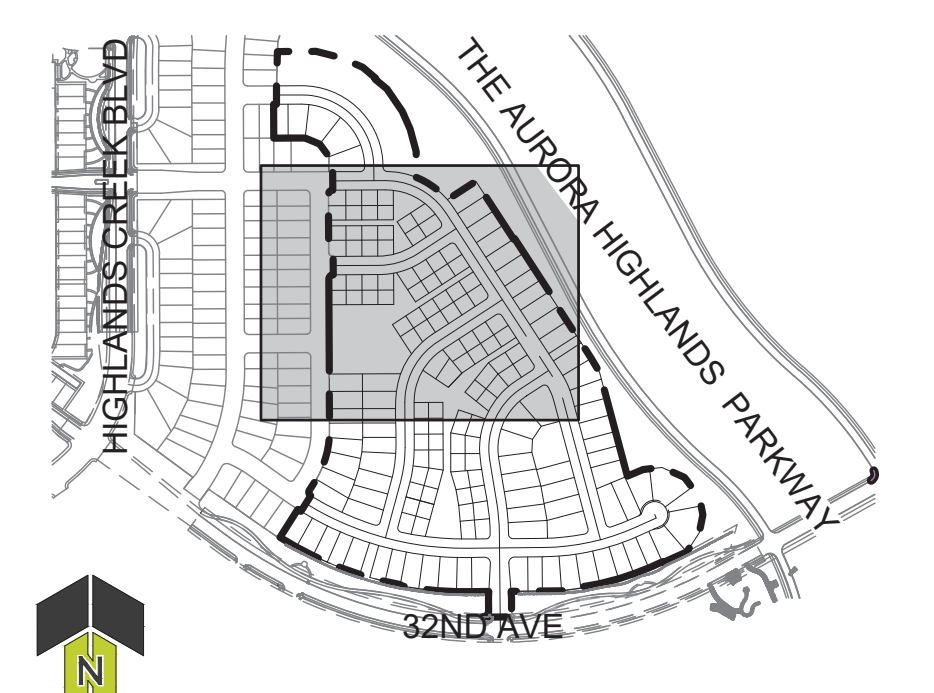 HIGHLANDS CREEK BLVD
THE AURORA HIGHLANDS PARKWAY
32ND AVE
N